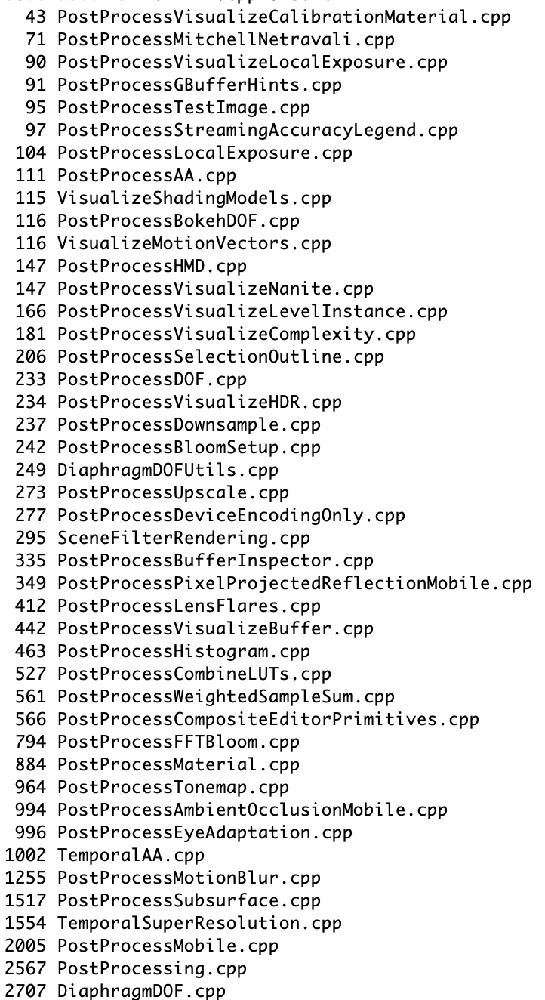 43 PostProcessVisualizeCalibrationMaterial.cpp
71 PostProcessMitchellNetravali.cpp
90 PostProcessVisualizeLocalExposure.cpp
91 PostProcessGBufferHints.cpp
95 PostProcessTestImage.cpp
97 PostProcessStreamingAccuracyLegend.cpp
104 PostProcessLocalExposure.cpp
111 PostProcessAA.cpp
115 VisualizeShadingModels.cpp
116 PostProcessBokehDOF.cpp
116 VisualizeMotionVectors.cpp
147 PostProcessHMD.cpp
147 PostProcessVisualizeNanite.cpp
166 PostProcessVisualizeLevelInstance.cpp
181 PostProcessVisualizeComplexity.cpp
206 PostProcessSelectionOutline.cpp
233 PostProcessDOF.cpp
234 PostProcessVisualizeHDR.cpp
237 PostProcessDownsample.cpp
242 PostProcessBloomSetup.cpp
249 DiaphragmDOFUtils.cpp
273 PostProcessUpscale.cpp
277 PostProcessDeviceEncodingOnly.cpp
295 SceneFilterRendering.cpp
335 PostProcessBufferInspector.cpp
349 PostProcessPixelProjectedReflectionMobile.cpp
412 PostProcessLensFlares.cpp
442 PostProcessVisualizeBuffer.cpp
463 PostProcessHistogram.cpp
527 PostProcessCombineLUTs.cpp
561 PostProcessWeightedSampleSum.cpp
566 PostProcessCompositeEditorPrimitives.cpp
794 PostProcessFFTBloom.cpp
884 PostProcessMaterial.cpp
964 PostProcessTonemap.cpp
994 PostProcessAmbientOcclusionMobile.cpp
996 PostProcessEyeAdaptation.cpp
1002 TemporalAA.cpp
1255 PostProcessMotionBlur.cpp
1517 PostProcessSubsurface.cpp
1554 TemporalSuperResolution.cpp
2005 PostProcessMobile.cpp
2567 PostProcessing.cpp
2707 DiaphragmDOF.cpp